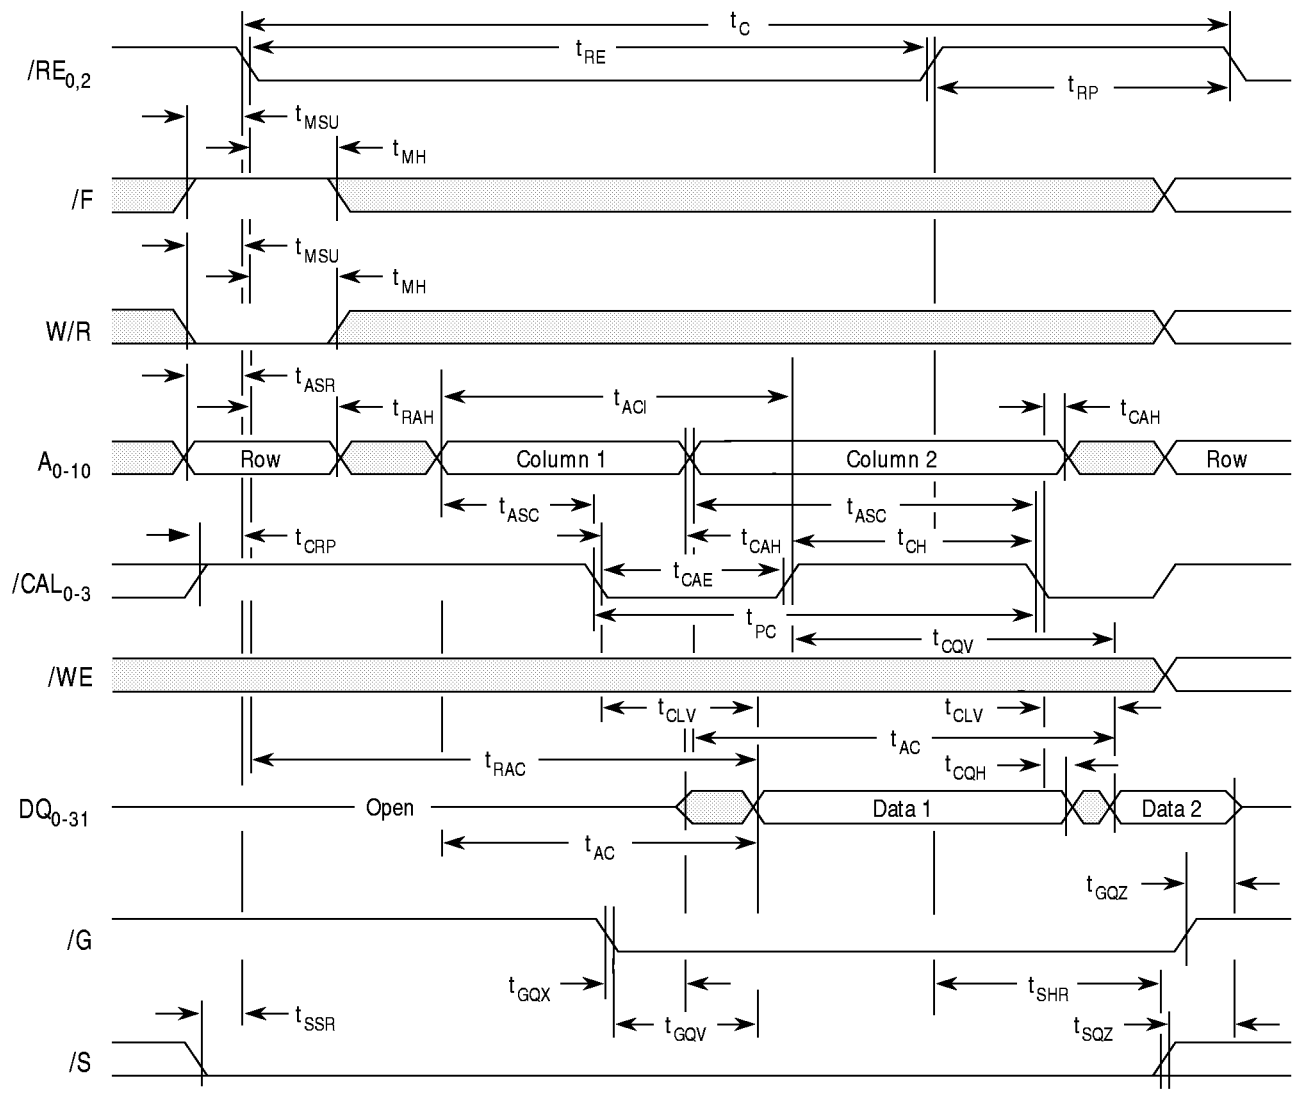 tC
tRE
/RE0,2
tRP
tMSU
tMH
/F
tMSU
tMH
W/R
tASR
tRAH
tACI
tCAH
A0-10
Row
Column 1
Column 2
Row
tASC
tASC
tCRP
tCAH
tCH
/CAL0-3
tCAE
tPC
tCQV
/WE
tCLV
tCLV
tAC
tRAC
tCQH
DQ0-31
Open
Data 1
Data 2
tAC
tGQZ
/G
tGQX
tSHR
tSSR
tGQV
tSQZ
/S